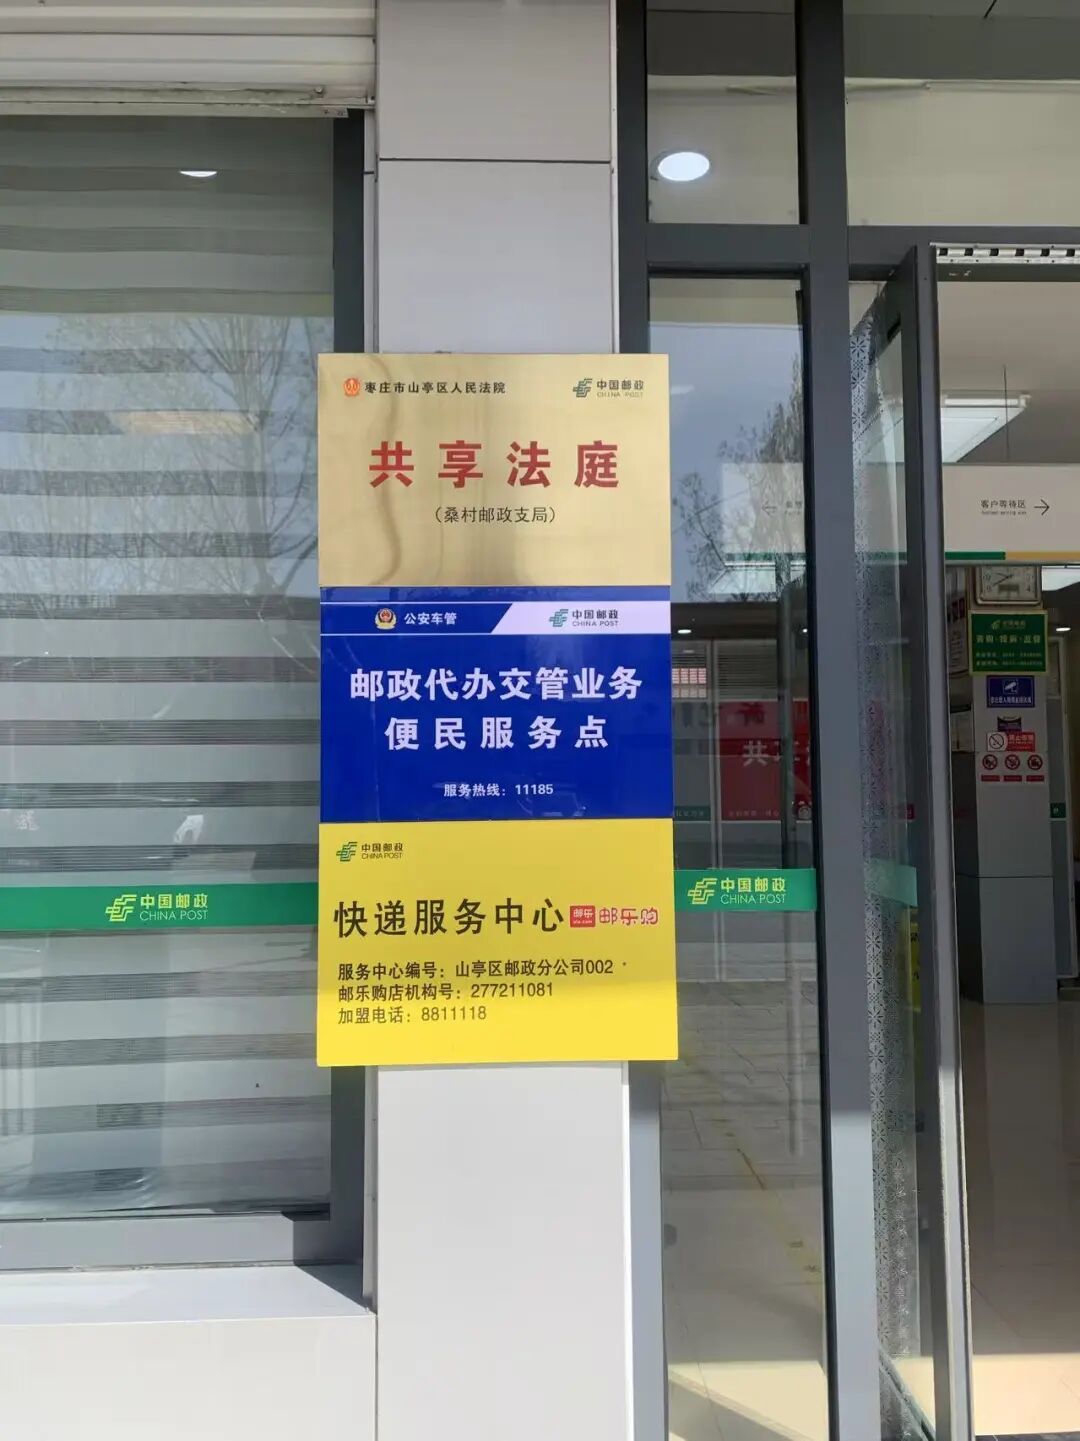 枣庄市山亭区人民法院
中国邮政
CHINA POST
共享法庭
（桑村邮政支局）
公安车管
中国邮政
CHINA POST
邮政代办交管业务
便民服务点
服务热线：11185
中国邮政
CHINA POST
快递服务中心
邮乐
邮乐购
服务中心编号：山亭区邮政分公司002
邮乐购店机构号：277211081
加盟电话：8811118
中国邮政
CHINA POST
中国邮政
CHINA POST
客户等待区